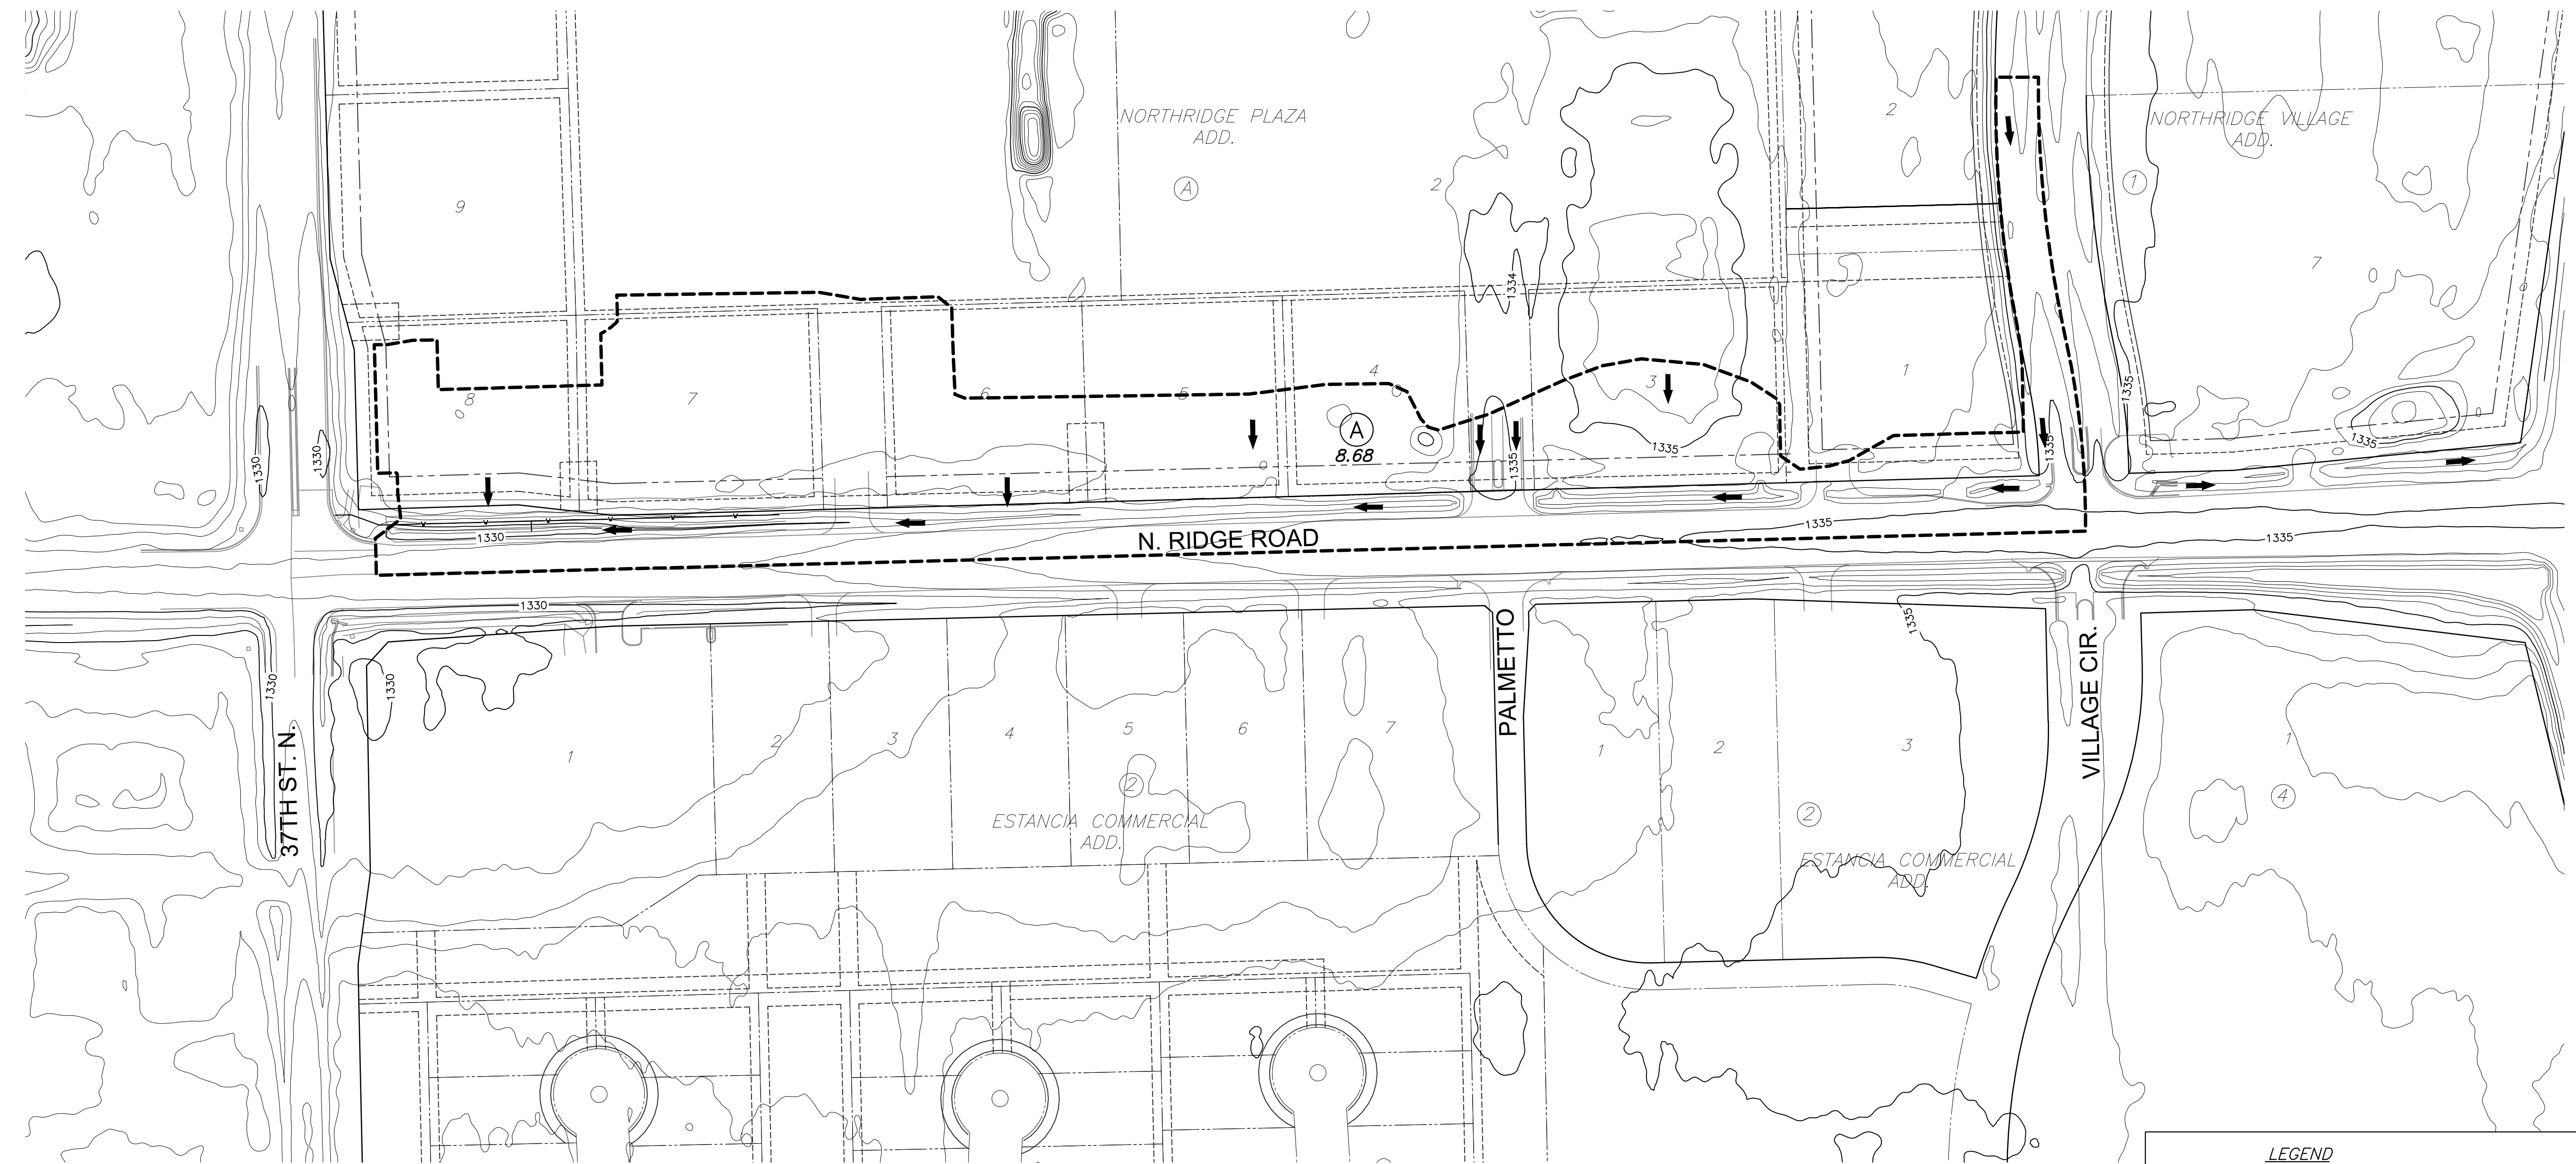 NORTHRIDGE PLAZA
ADD.
A
2
2
NORTHRIDGE VILLAGE
ADD.
1
9
7
1334
8
7
6
5
4
3
1
A
8.68
1335
1335
1335
1335
1335
1330
1330
1330
N. RIDGE ROAD
1335
1335
1330
1330
1330
1335
37TH ST. N.
PALMETTO
VILLAGE CIR.
1
2
3
4
5
6
7
1
2
3
1
2
ESTANCIA COMMERCIAL
ADD.
2
ESTANCIA COMMERCIAL
ADD.
4
LEGEND